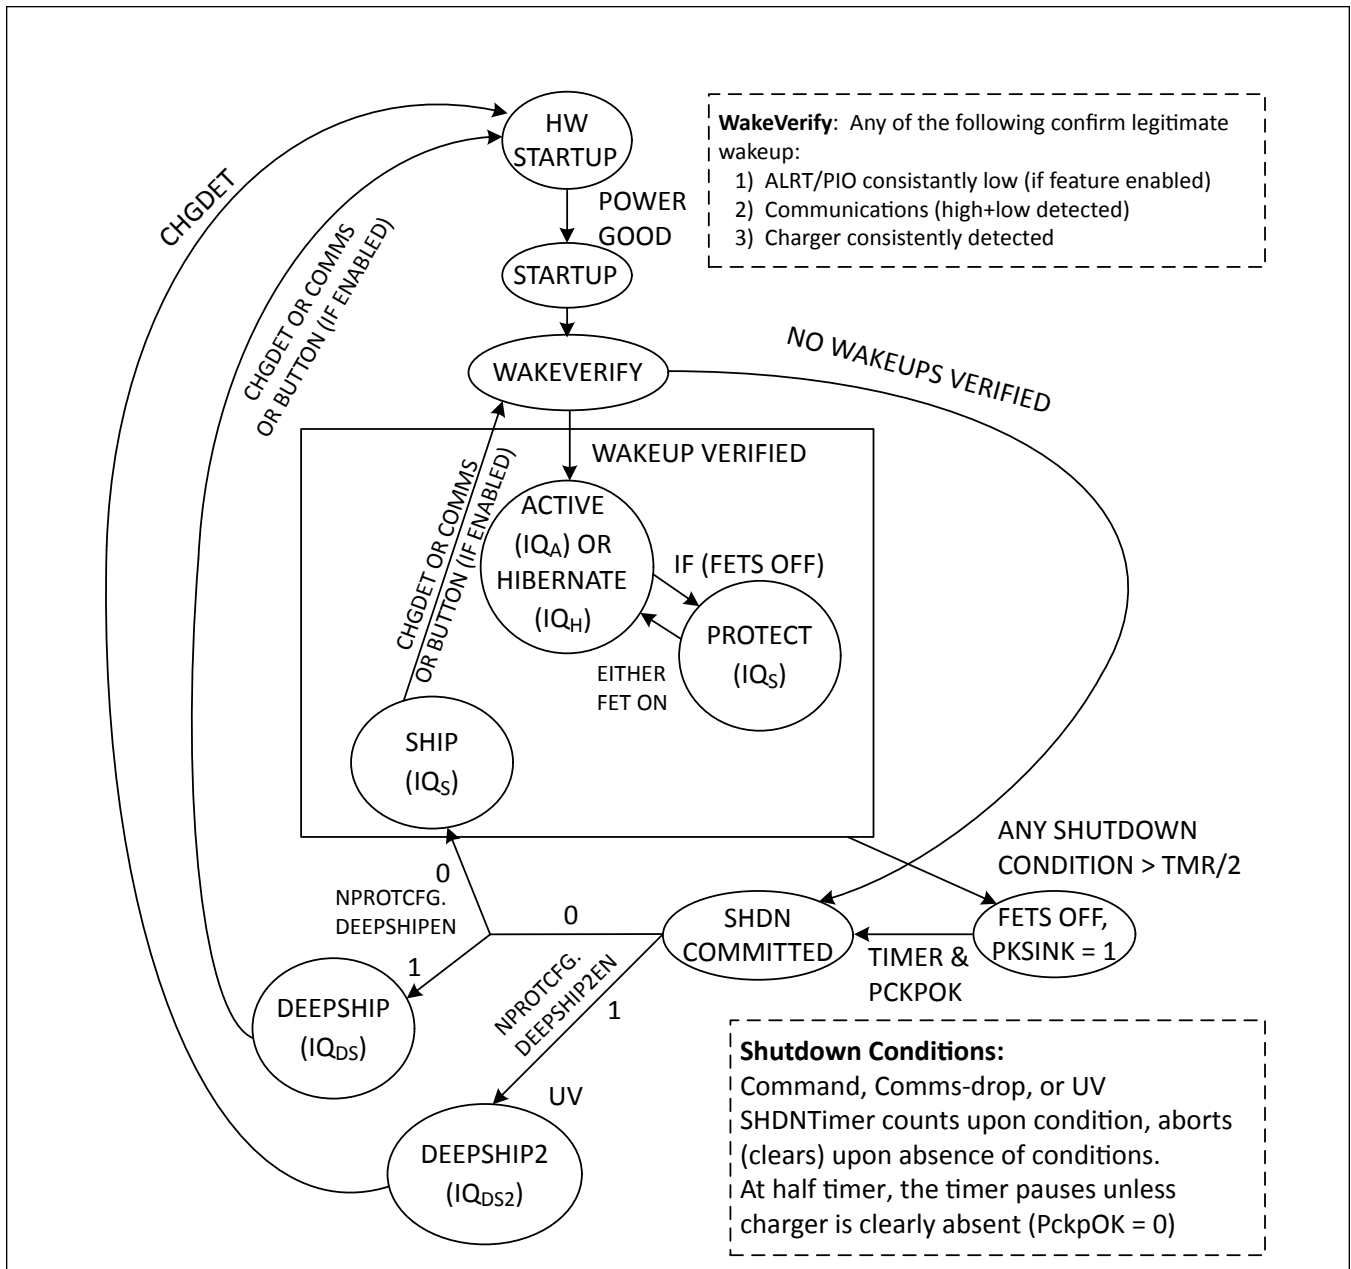 HW
STARTUP
WakeVerify: Any of the following confirm legitimate
wakeup:
1) ALRT/PIO consistantly low (if feature enabled)
2) Communications (high+low detected)
3) Charger consistently detected
CHGDET
CHGDET OR COMMS
OR BUTTON (IF ENABLED)
POWER
GOOD
STARTUP
WAKEVERIFY
NO WAKEUPS VERIFIED
WAKEUP VERIFIED
CHGDET OR COMMS
OR BUTTON (IF ENABLED)
ACTIVE
(IQA) OR
HIBERNATE
(IQH)
IF (FETS OFF)
PROTECT
(IQS)
EITHER
FET ON
SHIP
(IQS)
ANY SHUTDOWN
CONDITION > TMR/2
0
NPROTCFG.
DEEPSHIPEN
1
0
SHDN
COMMITTED
FETS OFF,
PKSINK = 1
TIMER &
PCKPOK
NPROTCFG.
DEEPSHIP2EN
1
DEEPSHIP
(IQDS)
UV
DEEPSHIP2
(IQDS2)
Shutdown Conditions:
Command, Comms-drop, or UV
SHDNTimer counts upon condition, aborts
(clears) upon absence of conditions.
At half timer, the timer pauses unless
charger is clearly absent (PckpOK = 0)